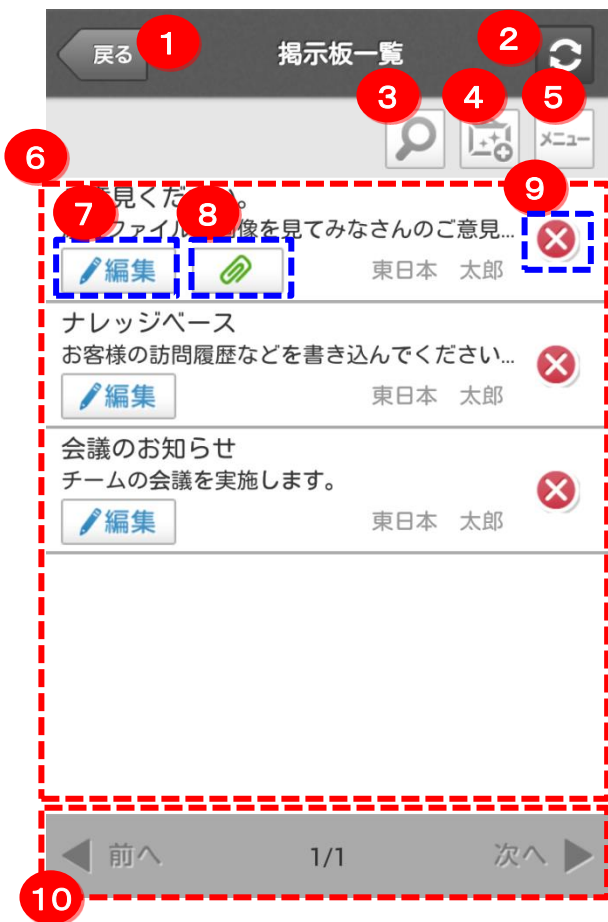 戻る 1 掲示板一覧 2
3 4 5
メニュー
6
見くだ 。 9
7 ファイル 8 像を見てみなさんのご意見...
編集 東日本 太郎
ナレッジベース
お客様の訪問履歴などを書き込んでください...
編集 東日本 太郎
会議のお知らせ
チームの会議を実施します。
編集 東日本 太郎
前へ 1/1 次へ
10